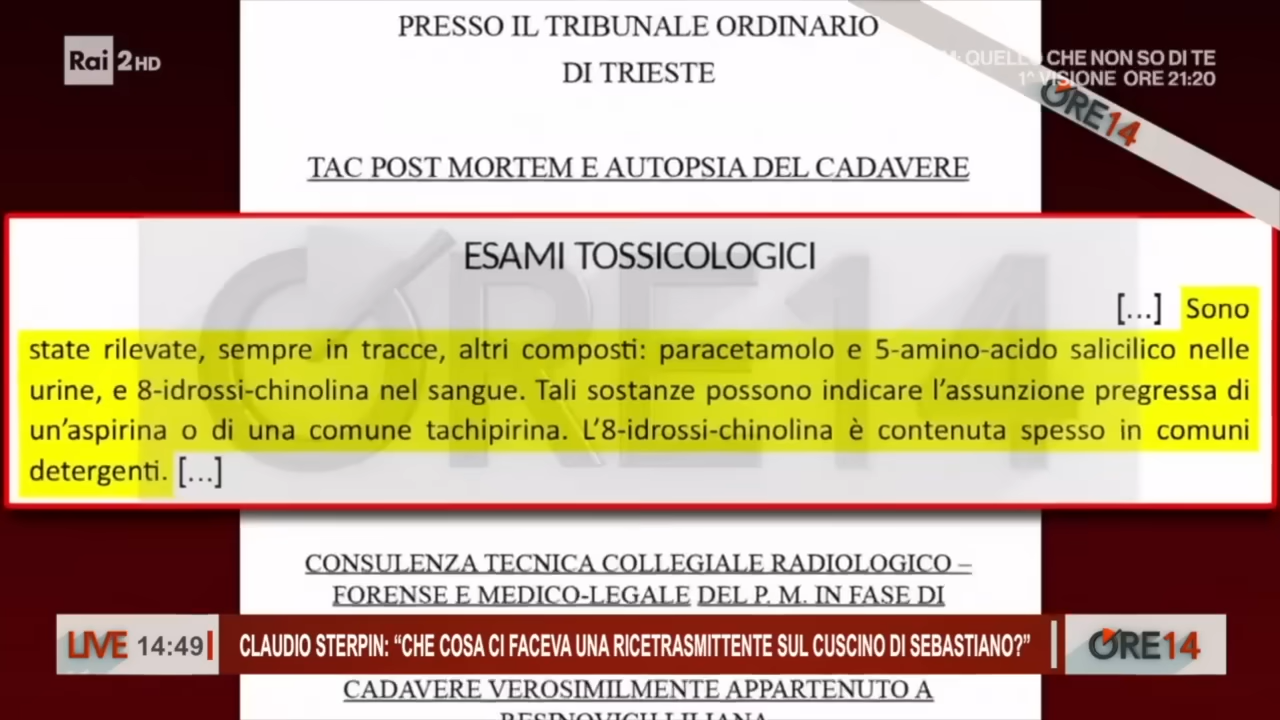 PRESSO IL TRIBUNALE ORDINARIO
DI TRIESTE
Rai 2HD
CHE NON SO DI TE
1^ VISIONE ORE 21:20
ORE14
TAC POST MORTEM E AUTOPSIA DEL CADAVERE
ESAMI TOSSICOLOGICI
[...] Sono
state rilevate, sempre in tracce, altri composti: paracetamolo e 5-amino-acido salicilico nelle
urine, e 8-idrossi-chinolina nel sangue. Tali sostanze possono indicare l'assunzione pregressa di
un'aspirina o di una comune tachipirina. L'8-idrossi-chinolina è contenuta spesso in comuni
detergenti. [...]
ORE14
CONSULENZA TECNICA COLLEGIALE RADIOLOGICO –
FORENSE E MEDICO-LEGALE DEL P. M. IN FASE DI
LIVE 14:49
CLAUDIO STERPIN: “CHE COSA CI FACEVA UNA RICETRASMITTENTE SUL CUSCINO DI SEBASTIANO?”
ORE14
CADAVERE VEROSIMILMENTE APPARTENUTO A
RESINOVICH LILIANA